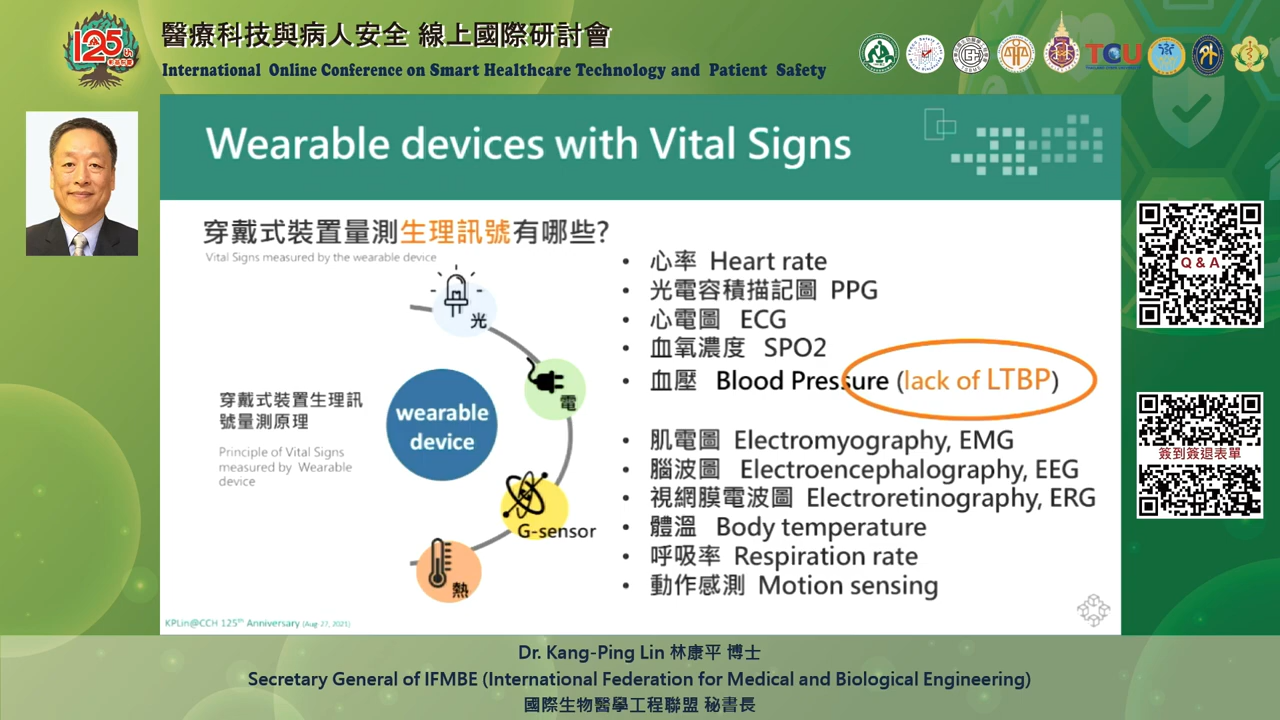 125th
醫療科技與病人安全 線上國際研討會
International Online Conference on Smart Healthcare Technology and Patient Safety
TCU
Wearable devices with Vital Signs
穿戴式裝置量測生理訊號有哪些?
Vital Signs measured by the wearable device
光
電
wearable
device
G-sensor
熱
穿戴式裝置生理訊
號量測原理
Principle of Vital Signs
measured by Wearable
device
• 心率 Heart rate
• 光電容積描記圖 PPG
• 心電圖 ECG
• 血氧濃度 SPO2
• 血壓 Blood Pressure (lack of LTBP)
• 肌電圖 Electromyography, EMG
• 腦波圖 Electroencephalography, EEG
• 視網膜電波圖 Electroretinography, ERG
• 體溫 Body temperature
• 呼吸率 Respiration rate
• 動作感測 Motion sensing
KPLin@CCH 125th Anniversary (Aug-27, 2021)
Q & A
簽到簽退表單
Dr. Kang-Ping Lin 林康平 博士
Secretary General of IFMBE (International Federation for Medical and Biological Engineering)
國際生物醫學工程聯盟 秘書長